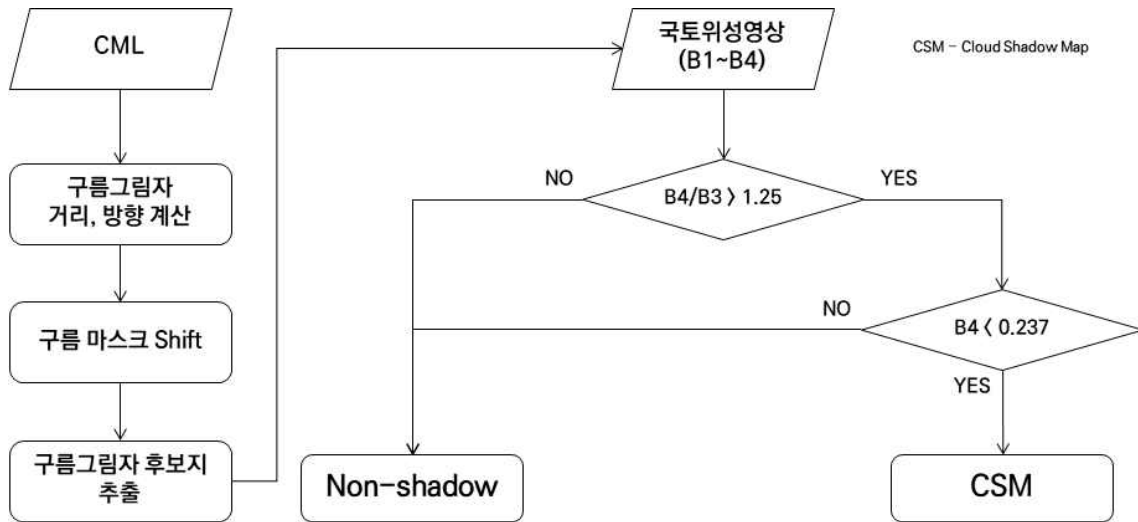 CML
구름그림자
거리, 방향 계산
구름 마스크 Shift
구름그림자 후보지
추출
국토위성영상
(B1~B4)
CSM - Cloud Shadow Map
NO
B4/B3 > 1.25
YES
NO
B4 < 0.237
YES
Non-shadow
CSM